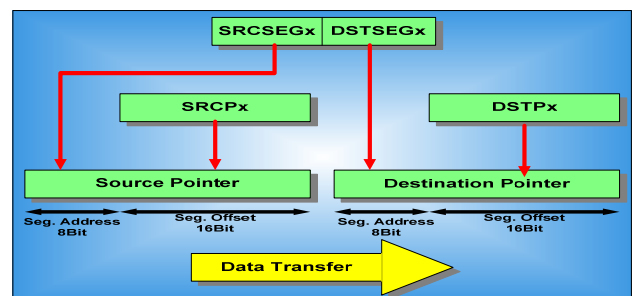 SRCSEGx DSTSEGx
SRCPx DSTPx
Source Pointer Destination Pointer
Seg. Address Seg. Offset Seg. Address Seg. Offset
8Bit 16Bit 8Bit 16Bit
Data Transfer